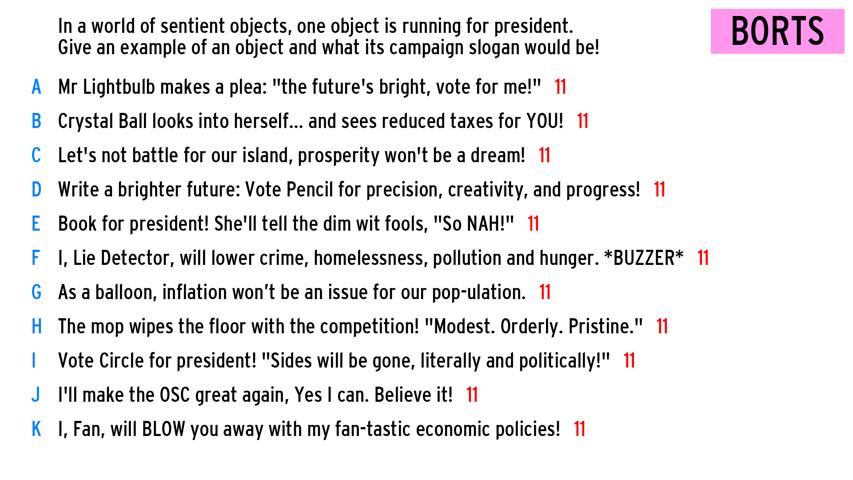 In a world of sentient objects, one object is running for president.
Give an example of an object and what its campaign slogan would be!
BORTS
A Mr Lightbulb makes a plea: "the future's bright, vote for me!" 11
B Crystal Ball looks into herself... and sees reduced taxes for YOU! 11
C Let's not battle for our island, prosperity won't be a dream! 11
D Write a brighter future: Vote Pencil for precision, creativity, and progress! 11
E Book for president! She'll tell the dim wit fools, "So NAH!" 11
F I, Lie Detector, will lower crime, homelessness, pollution and hunger. *BUZZER* 11
G As a balloon, inflation won’t be an issue for our pop-ulation. 11
H The mop wipes the floor with the competition! "Modest. Orderly. Pristine." 11
I Vote Circle for president! "Sides will be gone, literally and politically!" 11
J I'll make the OSC great again, Yes I can. Believe it! 11
K I, Fan, will BLOW you away with my fan-tastic economic policies! 11